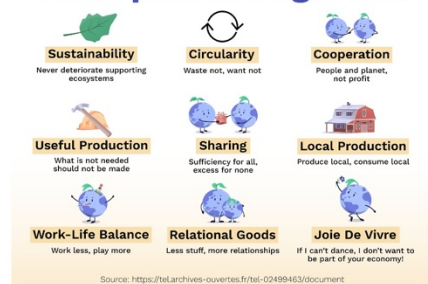 Sustainability
Never deteriorate supporting
ecosystems
Circularity
Waste not, want not
Cooperation
People and planet,
not profit
Useful Production
What is not needed
should not be made
Sharing
Sufficiency for all,
excess for none
Local Production
Produce local, consume local
Work-Life Balance
Work less, play more
Relational Goods
Less stuff, more relationships
Joie De Vivre
If I can't dance, I don't want to
be part of your economy!
Source: https://tel.archives-ouvertes.fr/tel-02499463/document